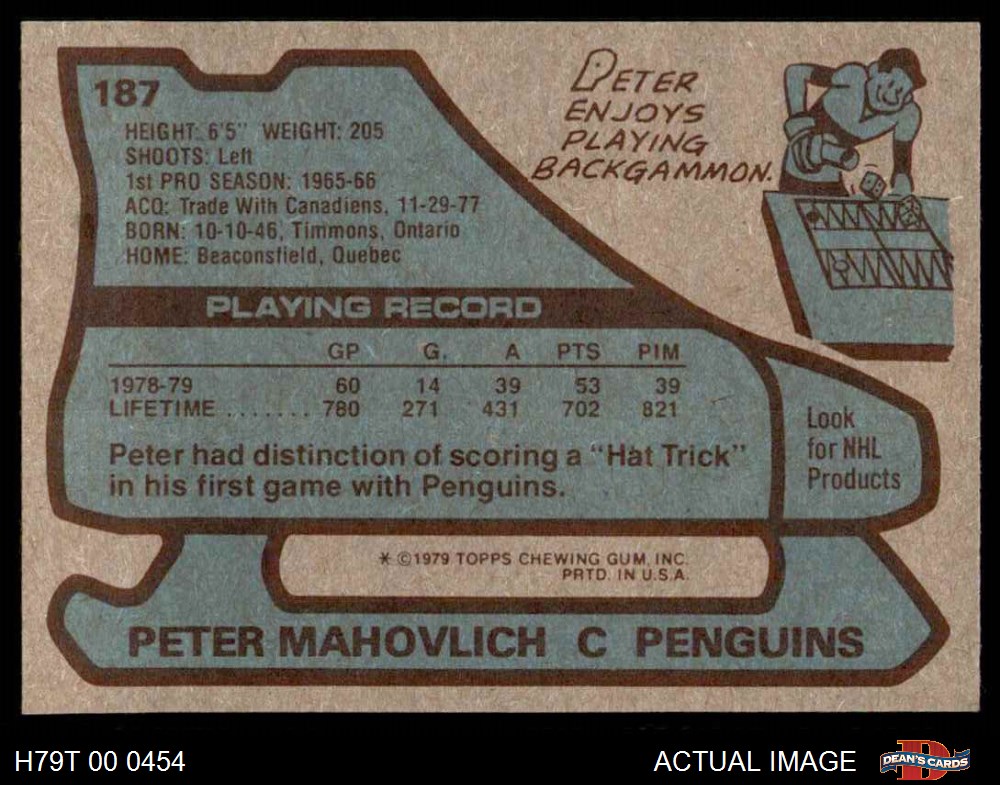 187
HEIGHT: 6'5" WEIGHT: 205
SHOOTS: Left
1st PRO SEASON: 1965-66
ACQ: Trade With Canadiens, 11-29-77
BORN: 10-10-46, Timmons, Ontario
HOME: Beaconsfield, Quebec
PETER
ENJOYS
PLAYING
BACKGAMMON.
PLAYING RECORD
GP G. A PTS PIM
1978-79 60 14 39 53 39
LIFETIME ....... 780 271 431 702 821
Peter had distinction of scoring a "Hat Trick"
in his first game with Penguins.
Look
for NHL
Products
* ©1979 TOPPS CHEWING GUM, INC.
PRTD. IN U.S.A.
PETER MAHOVLICH C PENGUINS
H79T 00 0454
ACTUAL IMAGE
D
DEAN'S CARDS